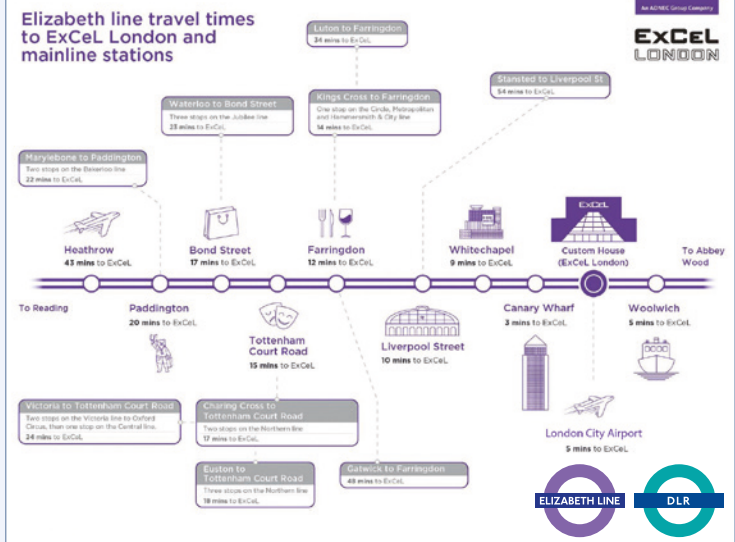 Elizabeth line travel times
to ExCeL London and
mainline stations
An ADNEC Group Company
ExCeL
LONDON
Luton to Farringdon
34 mins to ExCeL
Stansted to Liverpool St
54 mins to ExCeL
Kings Cross to Farringdon
One stop on the Circle, Metropolitan
and Hammersmith & City line
14 mins to ExCeL
Waterloo to Bond Street
Three stops on the Jubilee line
23 mins to ExCeL
Marylebone to Paddington
Two stops on the Bakerloo line
22 mins to ExCeL
Heathrow
43 mins to ExCeL
Bond Street
17 mins to ExCeL
Farringdon
12 mins to ExCeL
Whitechapel
9 mins to ExCeL
ExCeL
Custom House
(ExCeL London)
To Abbey
Wood
To Reading
Paddington
20 mins to ExCeL
Tottenham
Court Road
15 mins to ExCeL
Liverpool Street
10 mins to ExCeL
Canary Wharf
3 mins to ExCeL
Woolwich
5 mins to ExCeL
Victoria to Tottenham Court Road
Two stops on the Victoria line to Oxford
Circus, then one stop on the Central line.
24 mins to ExCeL
Charing Cross to
Tottenham Court Road
Two stops on the Northern line
17 mins to ExCeL
Euston to
Tottenham Court Road
Three stops on the Northern line
18 mins to ExCeL
Gatwick to Farringdon
48 mins to ExCeL
London City Airport
5 mins to ExCeL
ELIZABETH LINE
DLR